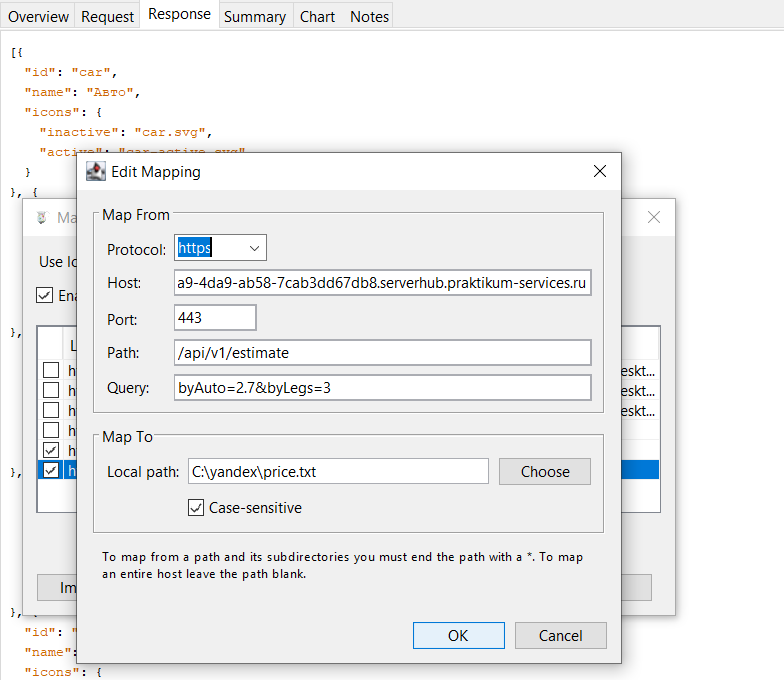 Overview Request Response Summary Chart Notes
[{
"id": "car",
"name": "Авто",
"icons": {
"inactive": "car.svg",
"active": "car-active.svg"
}
}, {
Edit Mapping
Map From
Protocol: https
Host: a9-4da9-ab58-7cab3dd67db8.serverhub.praktikum-services.ru
Port: 443
Path: /api/v1/estimate
Query: byAuto=2.7&byLegs=3
Map To
Local path: C:\yandex\price.txt Choose
Case-sensitive
To map from a path and its subdirectories you must end the path with a *. To map
an entire host leave the path blank.
OK Cancel
Ma
Use lo
Ena
}, {
L
h eskt...
h eskt...
h eskt...
h
h
}, h
Im
}, {
"id": "
"name":
"icons": {